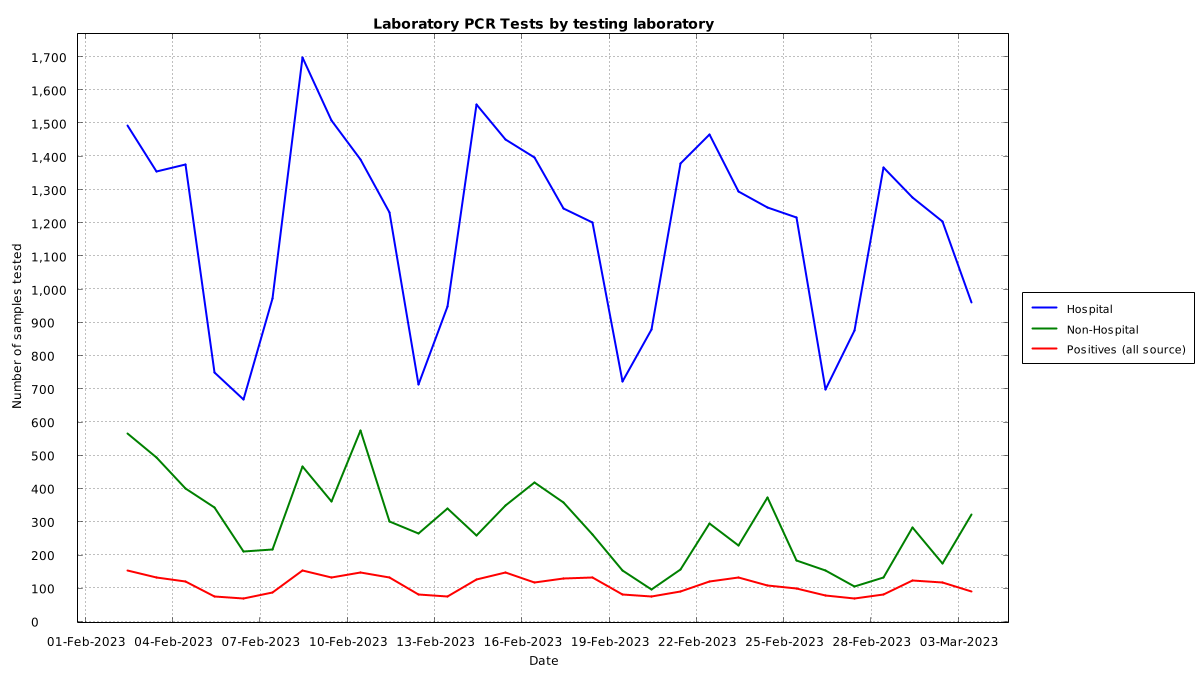 Laboratory PCR Tests by testing laboratory
Number of samples tested
1,700
1,600
1,500
1,400
1,300
1,200
1,100
1,000
900
800
700
600
500
400
300
200
100
0
01-Feb-2023 04-Feb-2023 07-Feb-2023 10-Feb-2023 13-Feb-2023 16-Feb-2023 19-Feb-2023 22-Feb-2023 25-Feb-2023 28-Feb-2023 03-Mar-2023
Date
Hospital
Non-Hospital
Positives (all source)